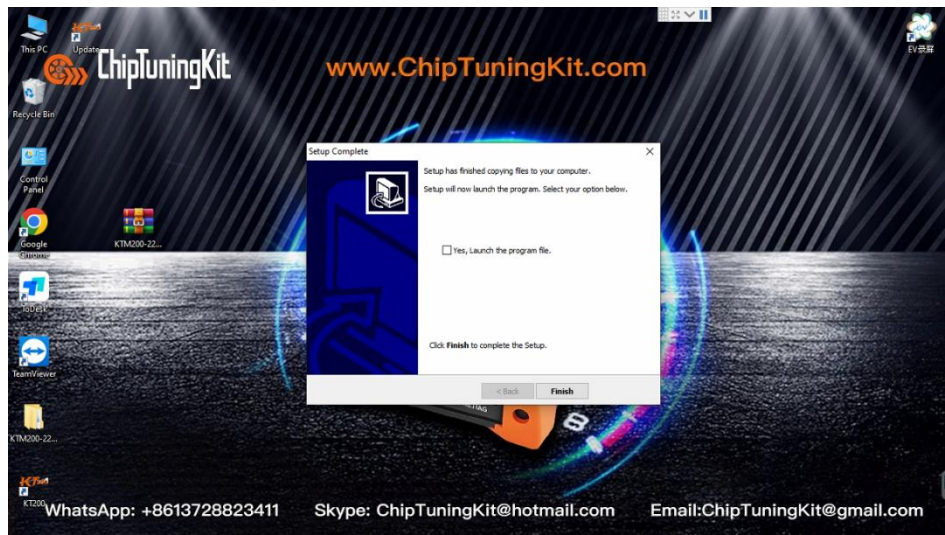 This PC
Update
ChipTuningKit
www.ChipTuningKit.com
EV录屏
Recycle Bin
Setup Complete
Setup has finished copying files to your computer.
Setup will now launch the program. Select your option below.
Control
Panel
Google
Chrome
KTM200-22...
Yes, Launch the program file.
ToDesk
Click Finish to complete the Setup.
TeamViewer
< Back
Finish
KTM200-22...
KT200
WhatsApp: +8613728823411
Skype: ChipTuningKit@hotmail.com
Email:ChipTuningKit@gmail.com